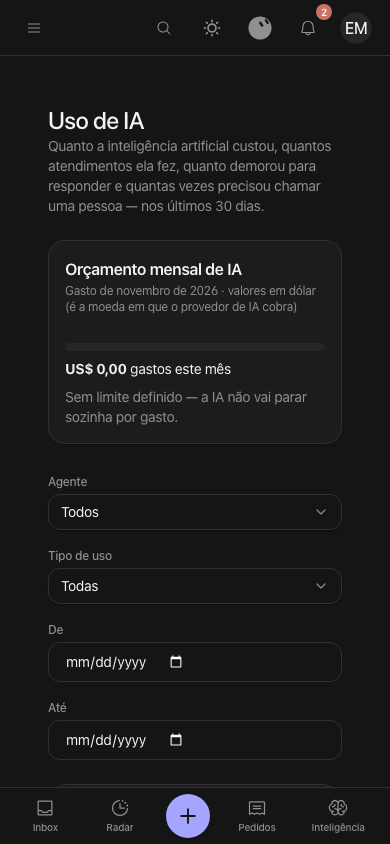 2
EM
Uso de IA
Quanto a inteligência artificial custou, quantos
atendimentos ela fez, quanto demorou para
responder e quantas vezes precisou chamar
uma pessoa — nos últimos 30 dias.
Orçamento mensal de IA
Gasto de novembro de 2026 · valores em dólar
(é a moeda em que o provedor de IA cobra)
US$ 0,00 gastos este mês
Sem limite definido — a IA não vai parar
sozinha por gasto.
Agente
Todos
Tipo de uso
Todas
De
mm/dd/yyyy
Até
mm/dd/yyyy
Inbox
Radar
Pedidos
Inteligência